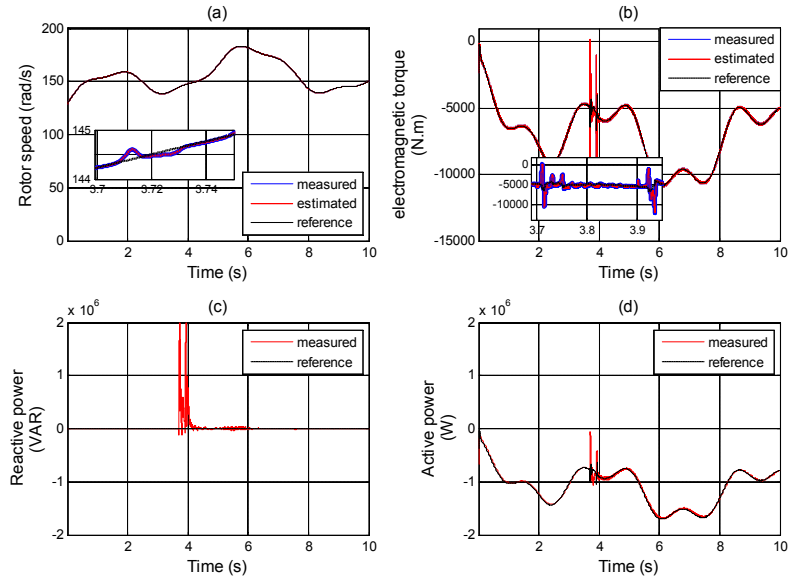 (a)
Rotor speed (rad/s)
200
150
100
50
0
145
144
3.7
3.72
3.74
measured
estimated
reference
0
2
4
6
8
10
Time (s)
(b)
electromagnetic torque
(N.m)
0
-5000
-10000
-15000
measured
estimated
reference
0
-5000
-10000
3.7
3.8
3.9
0
2
4
6
8
10
Time (s)
(c)
x 10^6
Reactive power
(VAR)
2
1
0
-1
-2
measured
reference
2
4
6
8
10
Time (s)
(d)
x 10^6
Active power
(W)
2
1
0
-1
-2
measured
reference
0
2
4
6
8
10
Time (s)